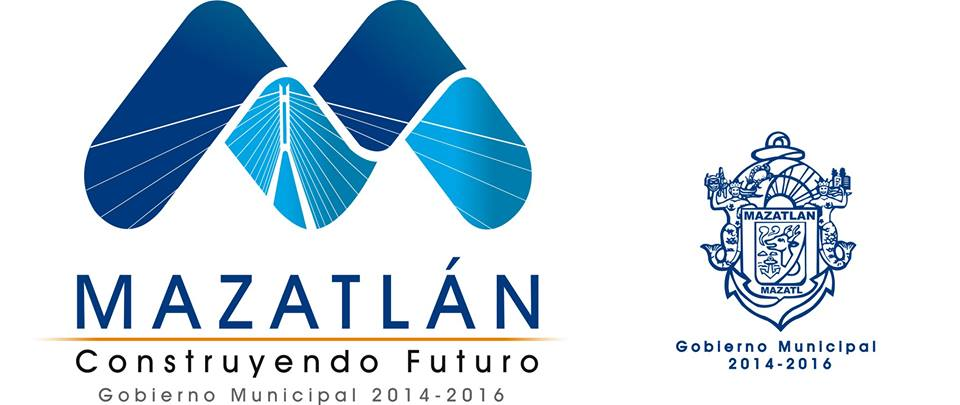 MAZATLÁN
Construyendo Futuro
Gobierno Municipal 2014-2016
MAZATLAN
MAZATL
Gobierno Municipal
2014-2016